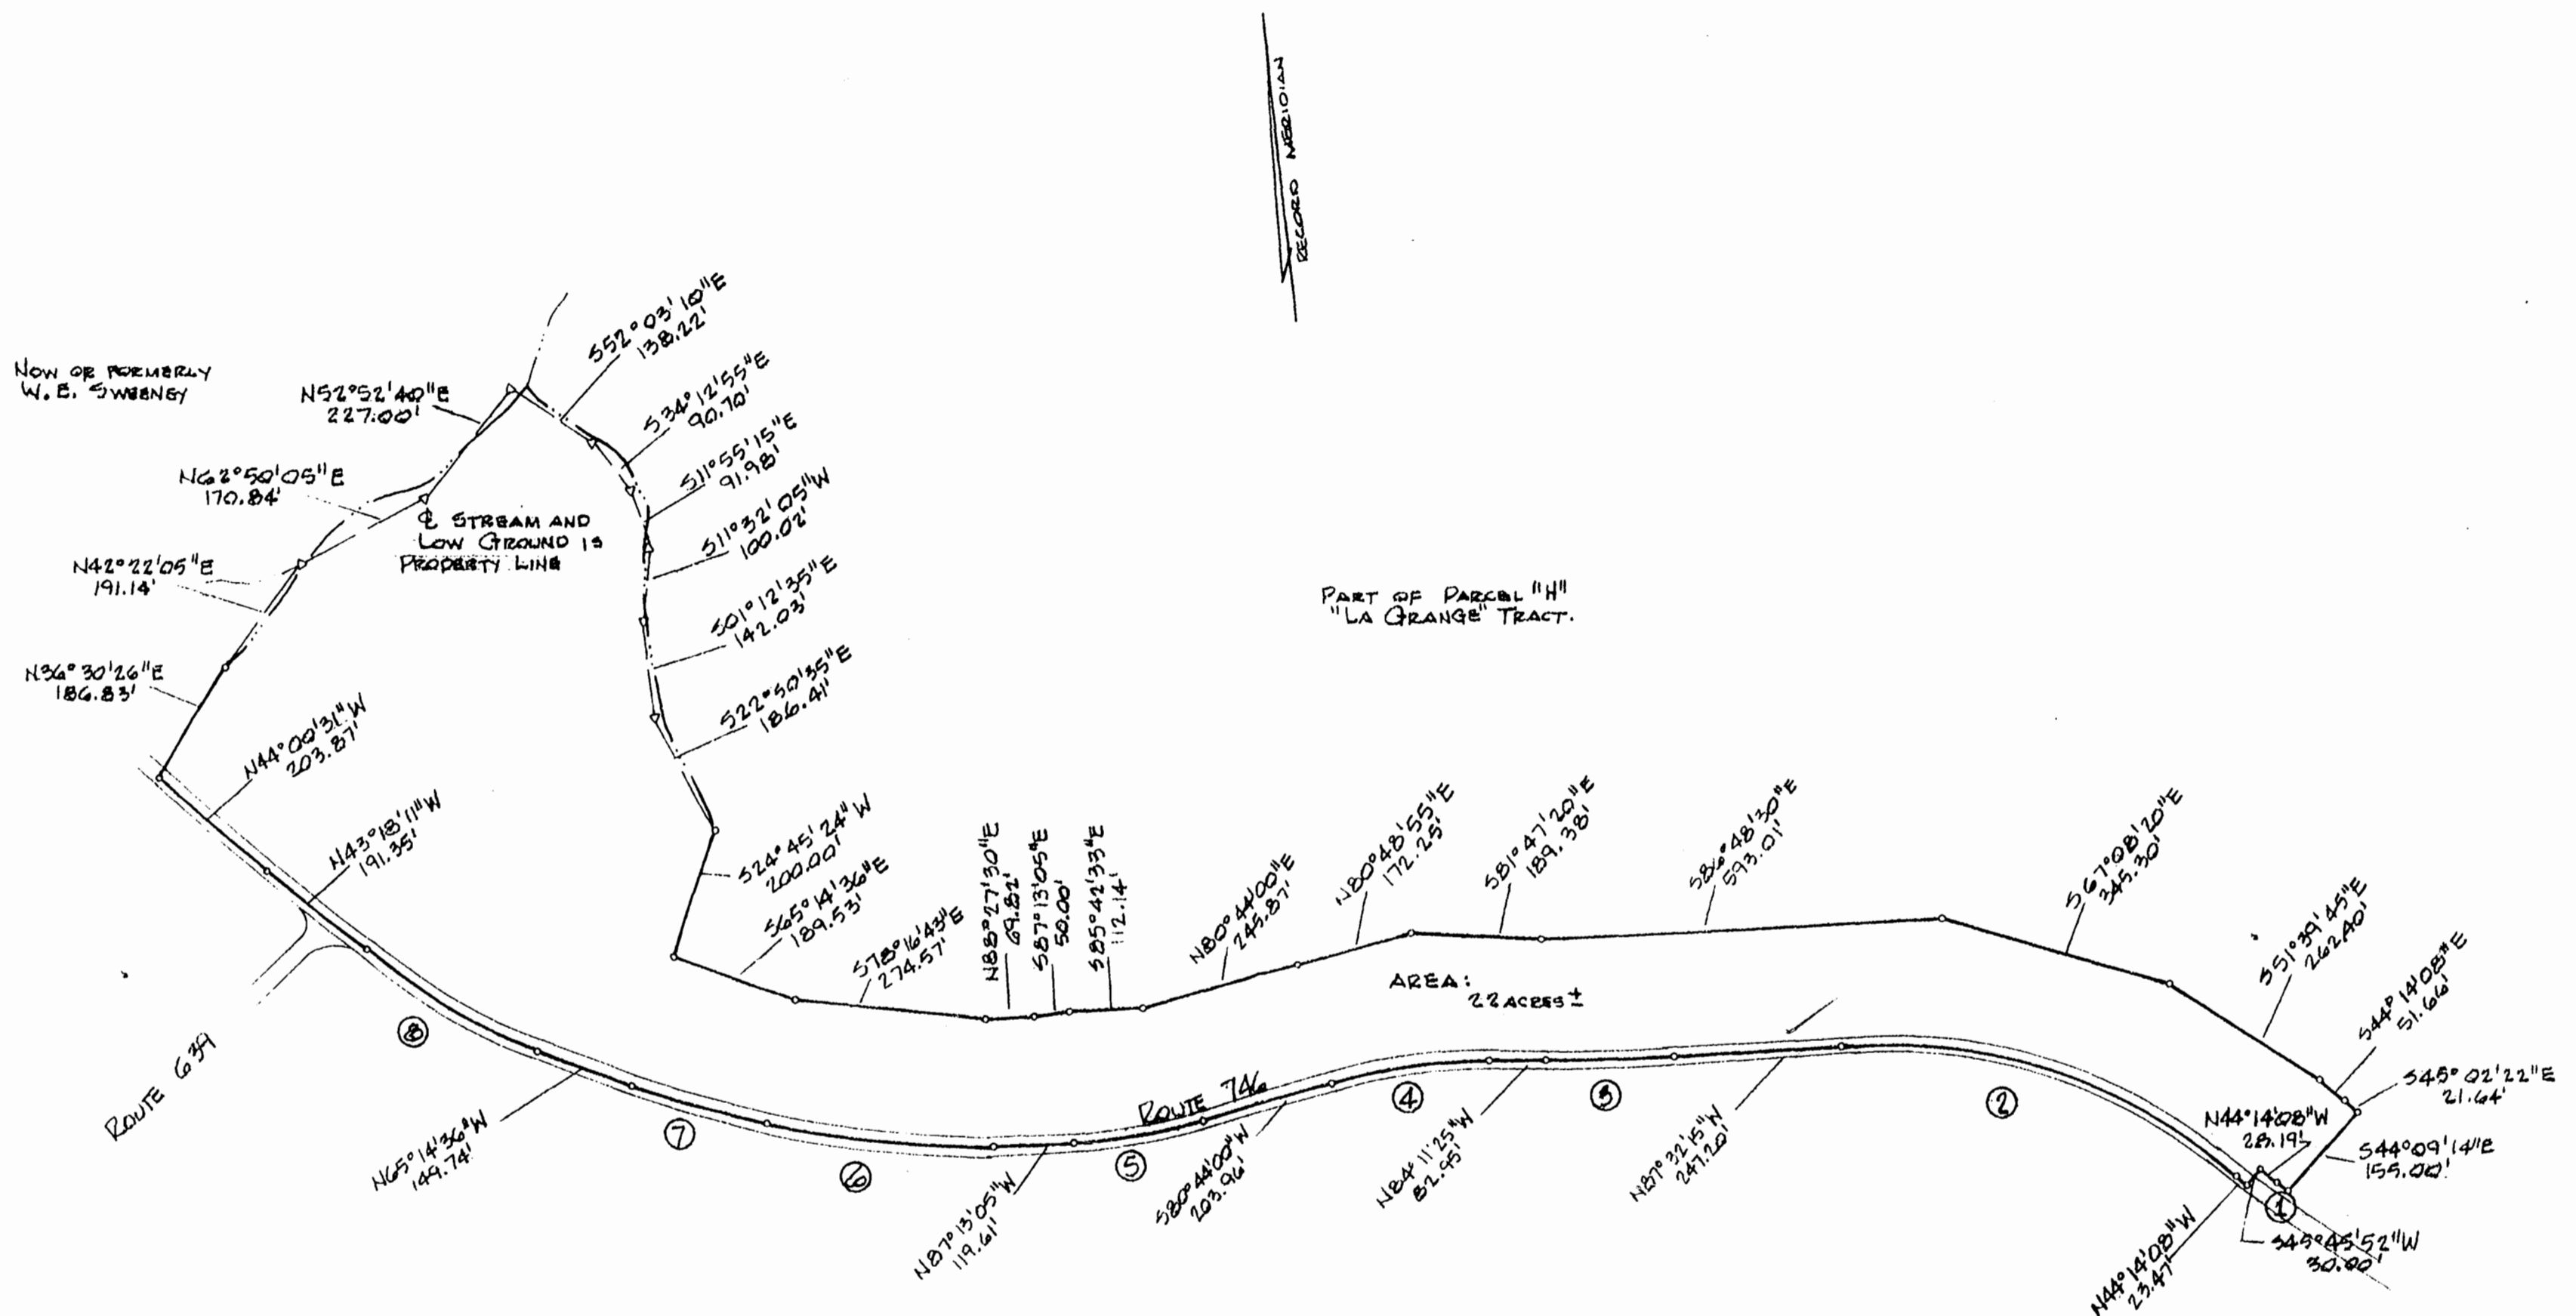 RECORD MERIDIAN
NOW OR FORMERLY
W. E. SWEENEY
N52°52'40"E
227.00'
S52°03'10"E
138.22'
S34°12'55"E
90.70'
S11°55'15"E
91.98'
N62°50'05"E
170.84'
S11°32'05"W
100.02'
℄ STREAM AND
LOW GROUND IS
PROPERTY LINE
N42°22'05"E
191.14'
S01°12'35"E
142.03'
PART OF PARCEL "H"
"LA GRANGE" TRACT.
N36°30'26"E
186.83'
S22°50'35"E
186.41'
N44°00'31"W
203.87'
N43°18'11"W
191.35'
S24°45'24"W
200.00'
S65°14'36"E
189.53'
S78°16'43"E
274.57'
N88°27'30"E
69.82'
S87°13'05"E
50.00'
S85°42'33"E
112.14'
N80°44'00"E
245.87'
N80°48'55"E
172.25'
S81°47'20"E
189.38'
S86°48'30"E
593.01'
S67°08'20"E
345.30'
S51°39'45"E
262.40'
S44°14'08"E
51.66'
S45°02'22"E
21.64'
AREA:
22 ACRES ±
N44°14'08"W
28.19'
S44°09'14"E
155.00'
1
S45°45'52"W
30.00'
N44°14'08"W
23.47'
2
N87°32'15"W
247.20'
3
N84°11'25"W
82.95'
4
S80°44'00"W
203.96'
ROUTE 746
5
N87°13'05"W
119.61'
6
7
N65°14'36"W
149.74'
8
ROUTE 639